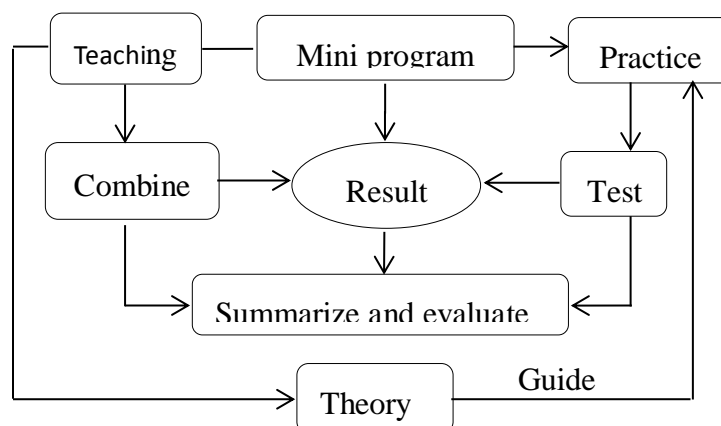 Teaching
Mini program
Practice
Combine
Result
Test
Summarize and evaluate
Guide
Theory